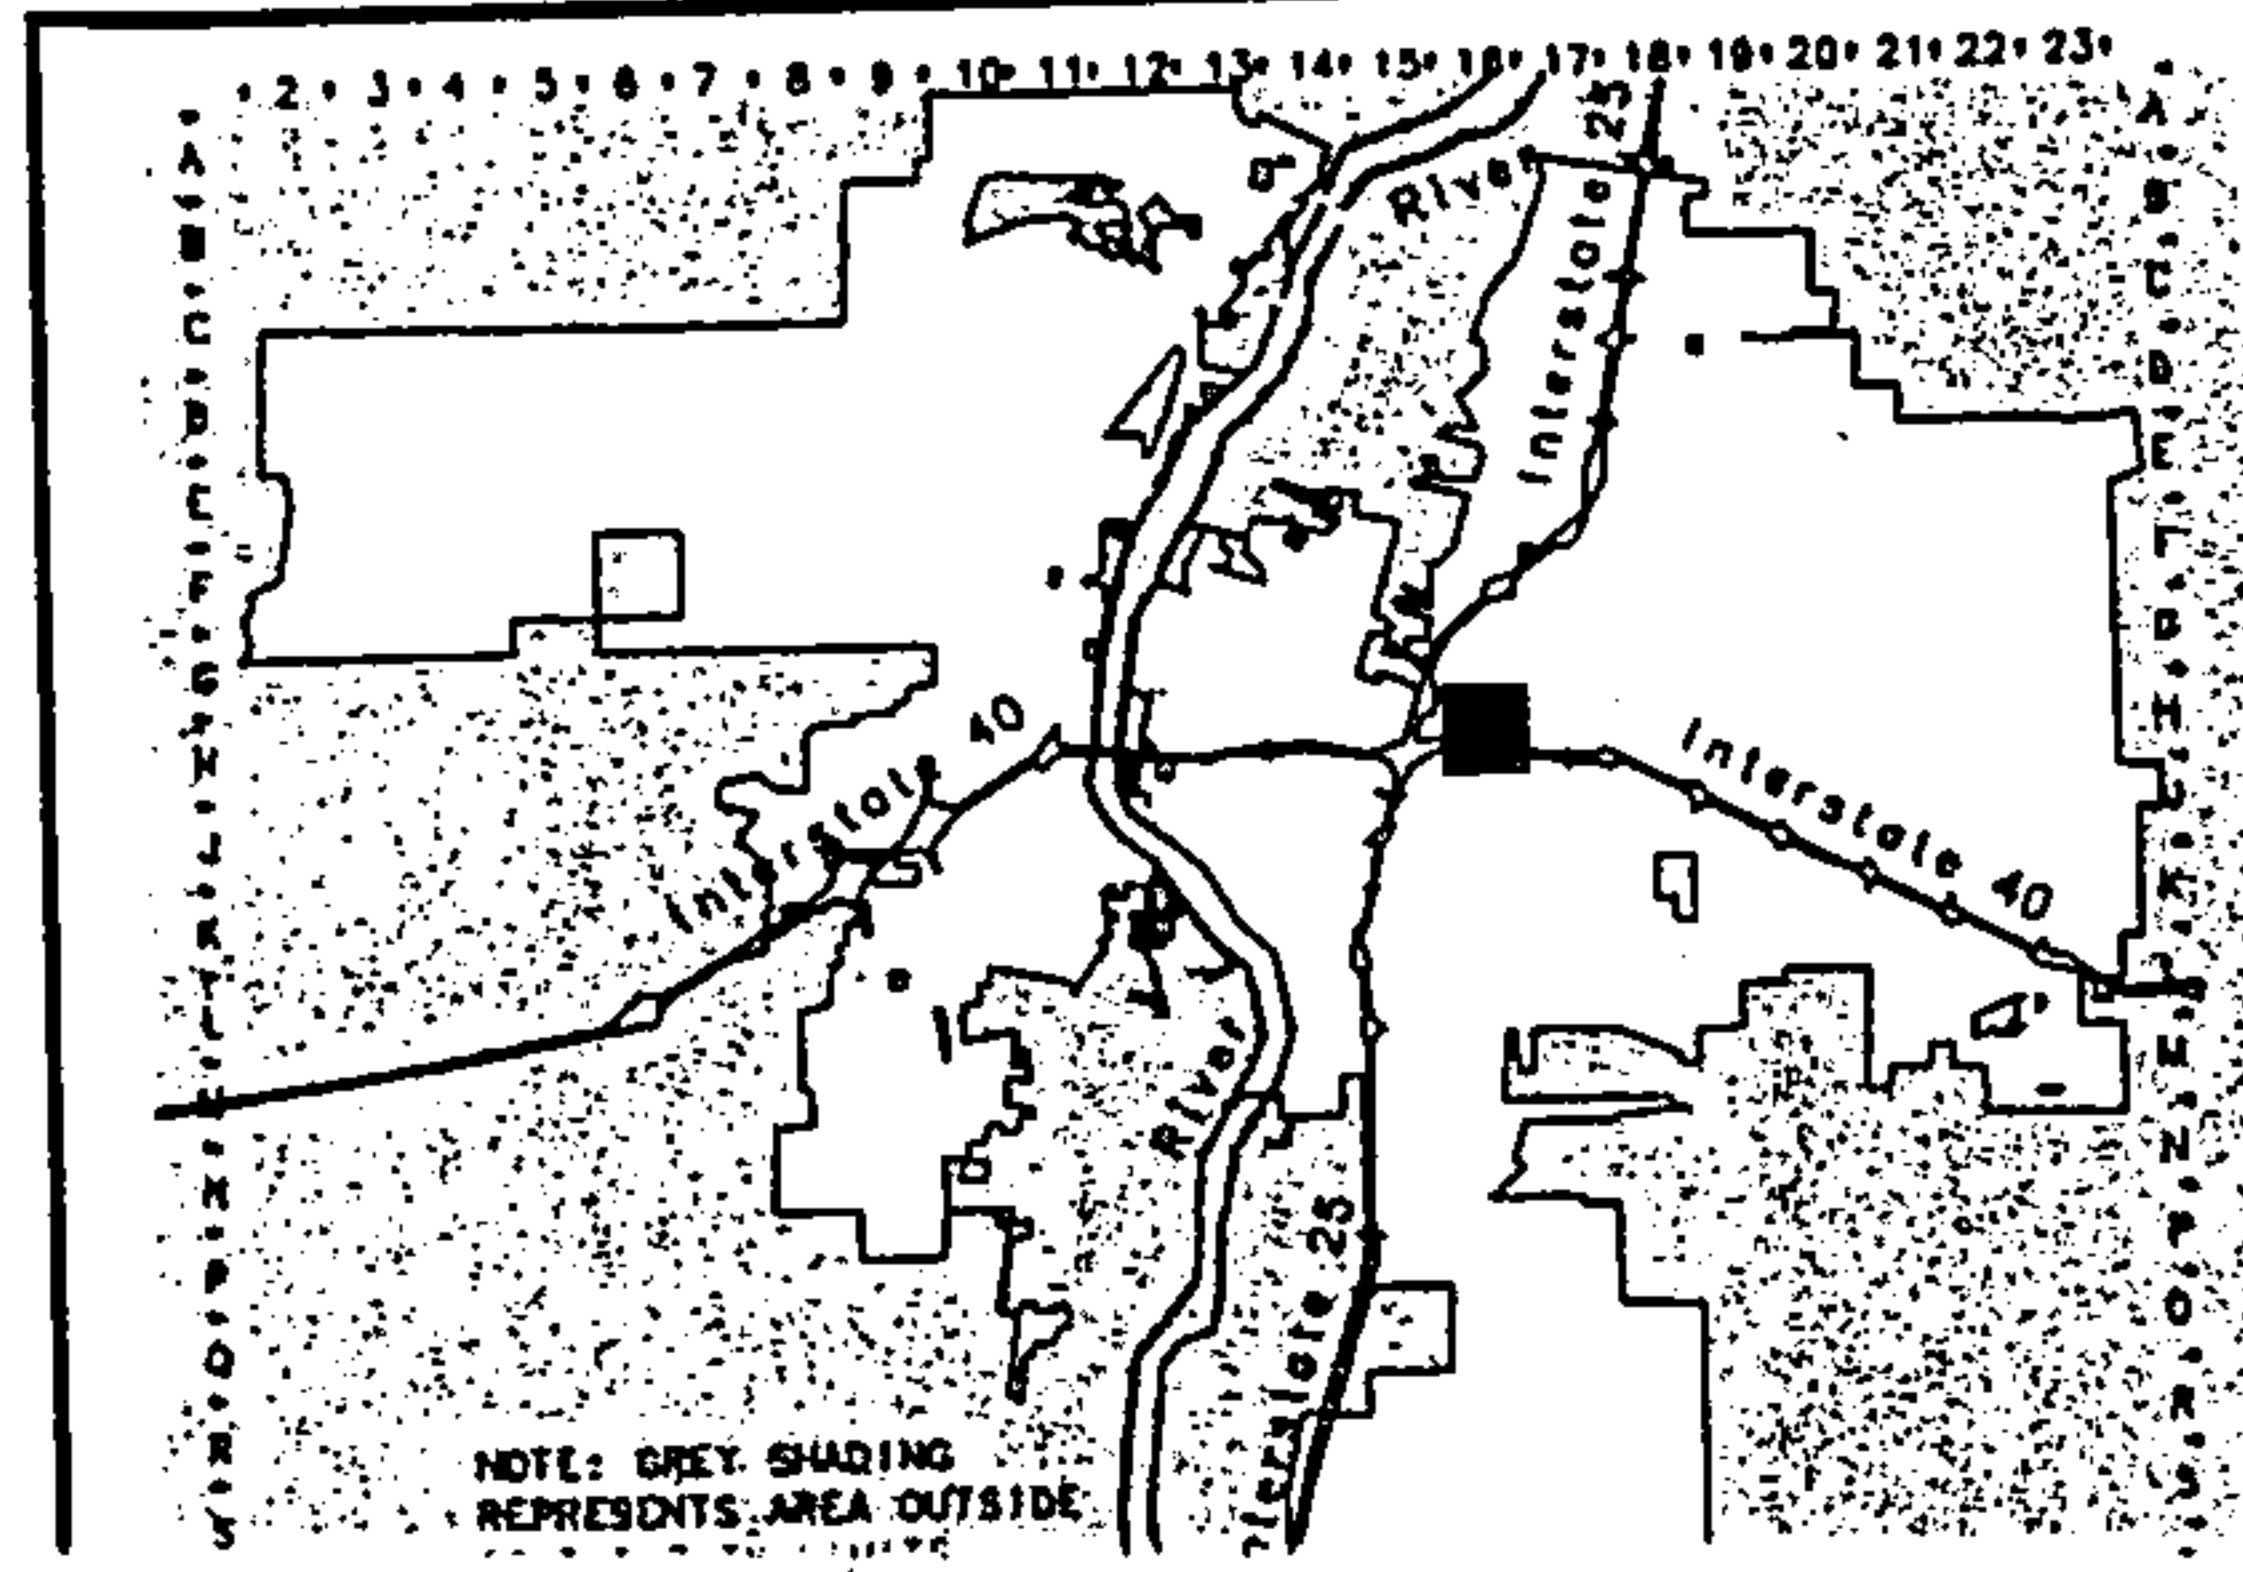 2 3 4 5 6 7 8 9 10 11 12 13 14 15 16 17 18 19 20 21 22 23
A
B
C
D
E
F
G
H
J
K
L
M
N
P
Q
R
S
A
B
C
D
E
F
G
H
J
K
L
M
N
P
Q
R
S
River
Interstate 25
Interstate 40
Interstate 40
River
Interstate 25
NOTE: GREY SHADING
REPRESENTS AREA OUTSIDE